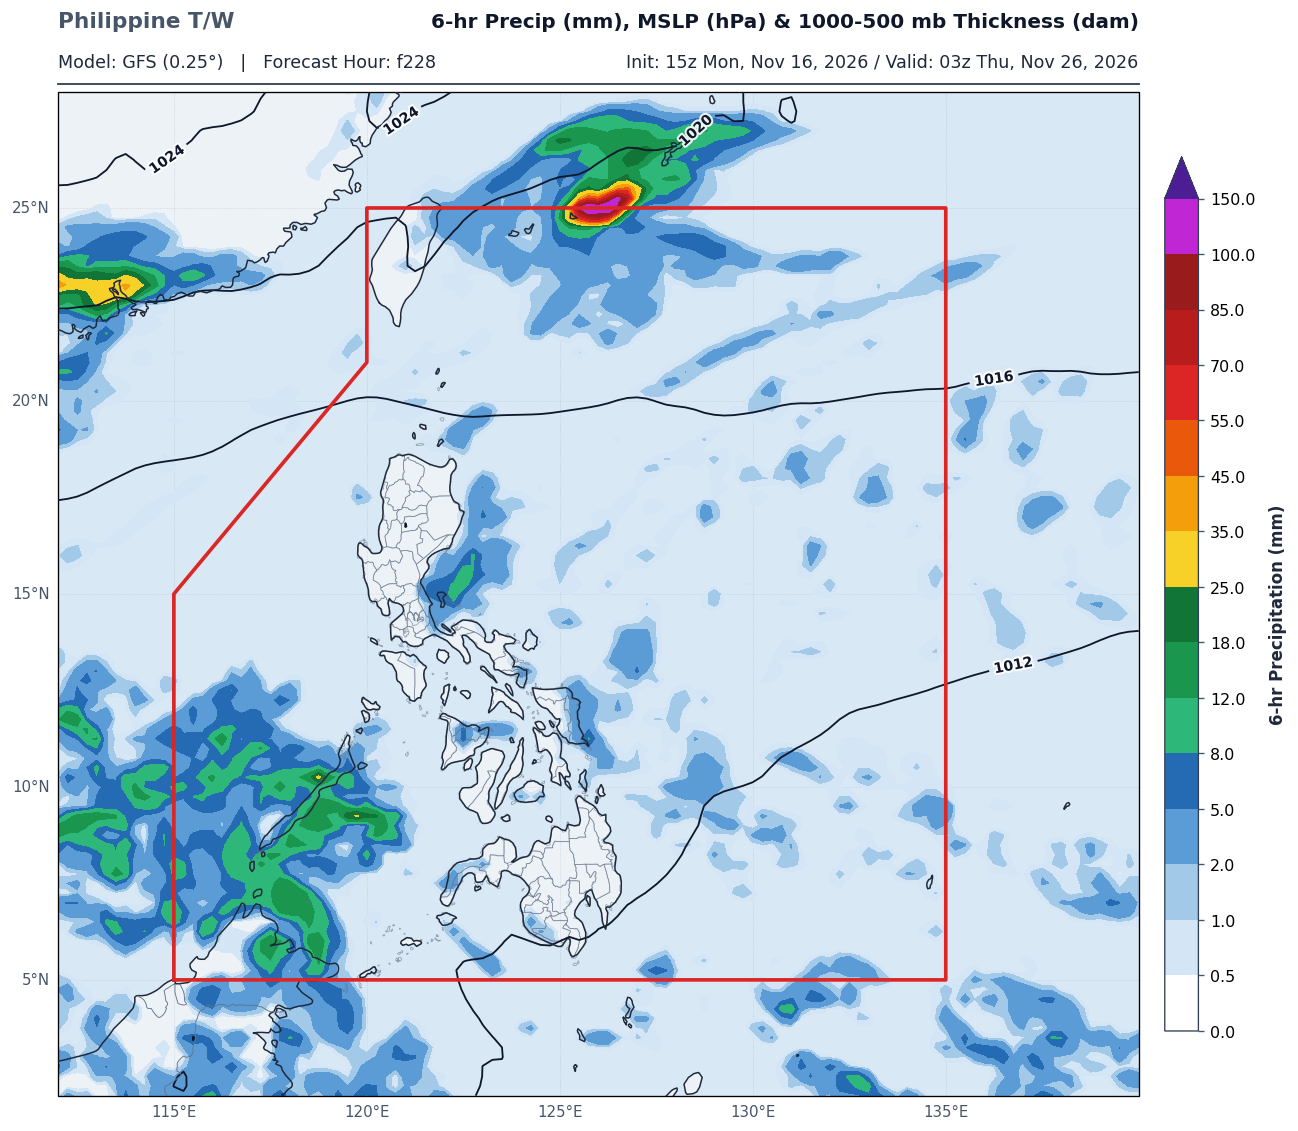 Philippine T/W
6-hr Precip (mm), MSLP (hPa) & 1000-500 mb Thickness (dam)
Model: GFS (0.25°) | Forecast Hour: f228
Init: 15z Mon, Nov 16, 2026 / Valid: 03z Thu, Nov 26, 2026
1024
1024
1020
1016
1012
25°N
20°N
15°N
10°N
5°N
115°E
120°E
125°E
130°E
135°E
150.0
100.0
85.0
70.0
55.0
45.0
35.0
25.0
18.0
12.0
8.0
5.0
2.0
1.0
0.5
0.0
6-hr Precipitation (mm)